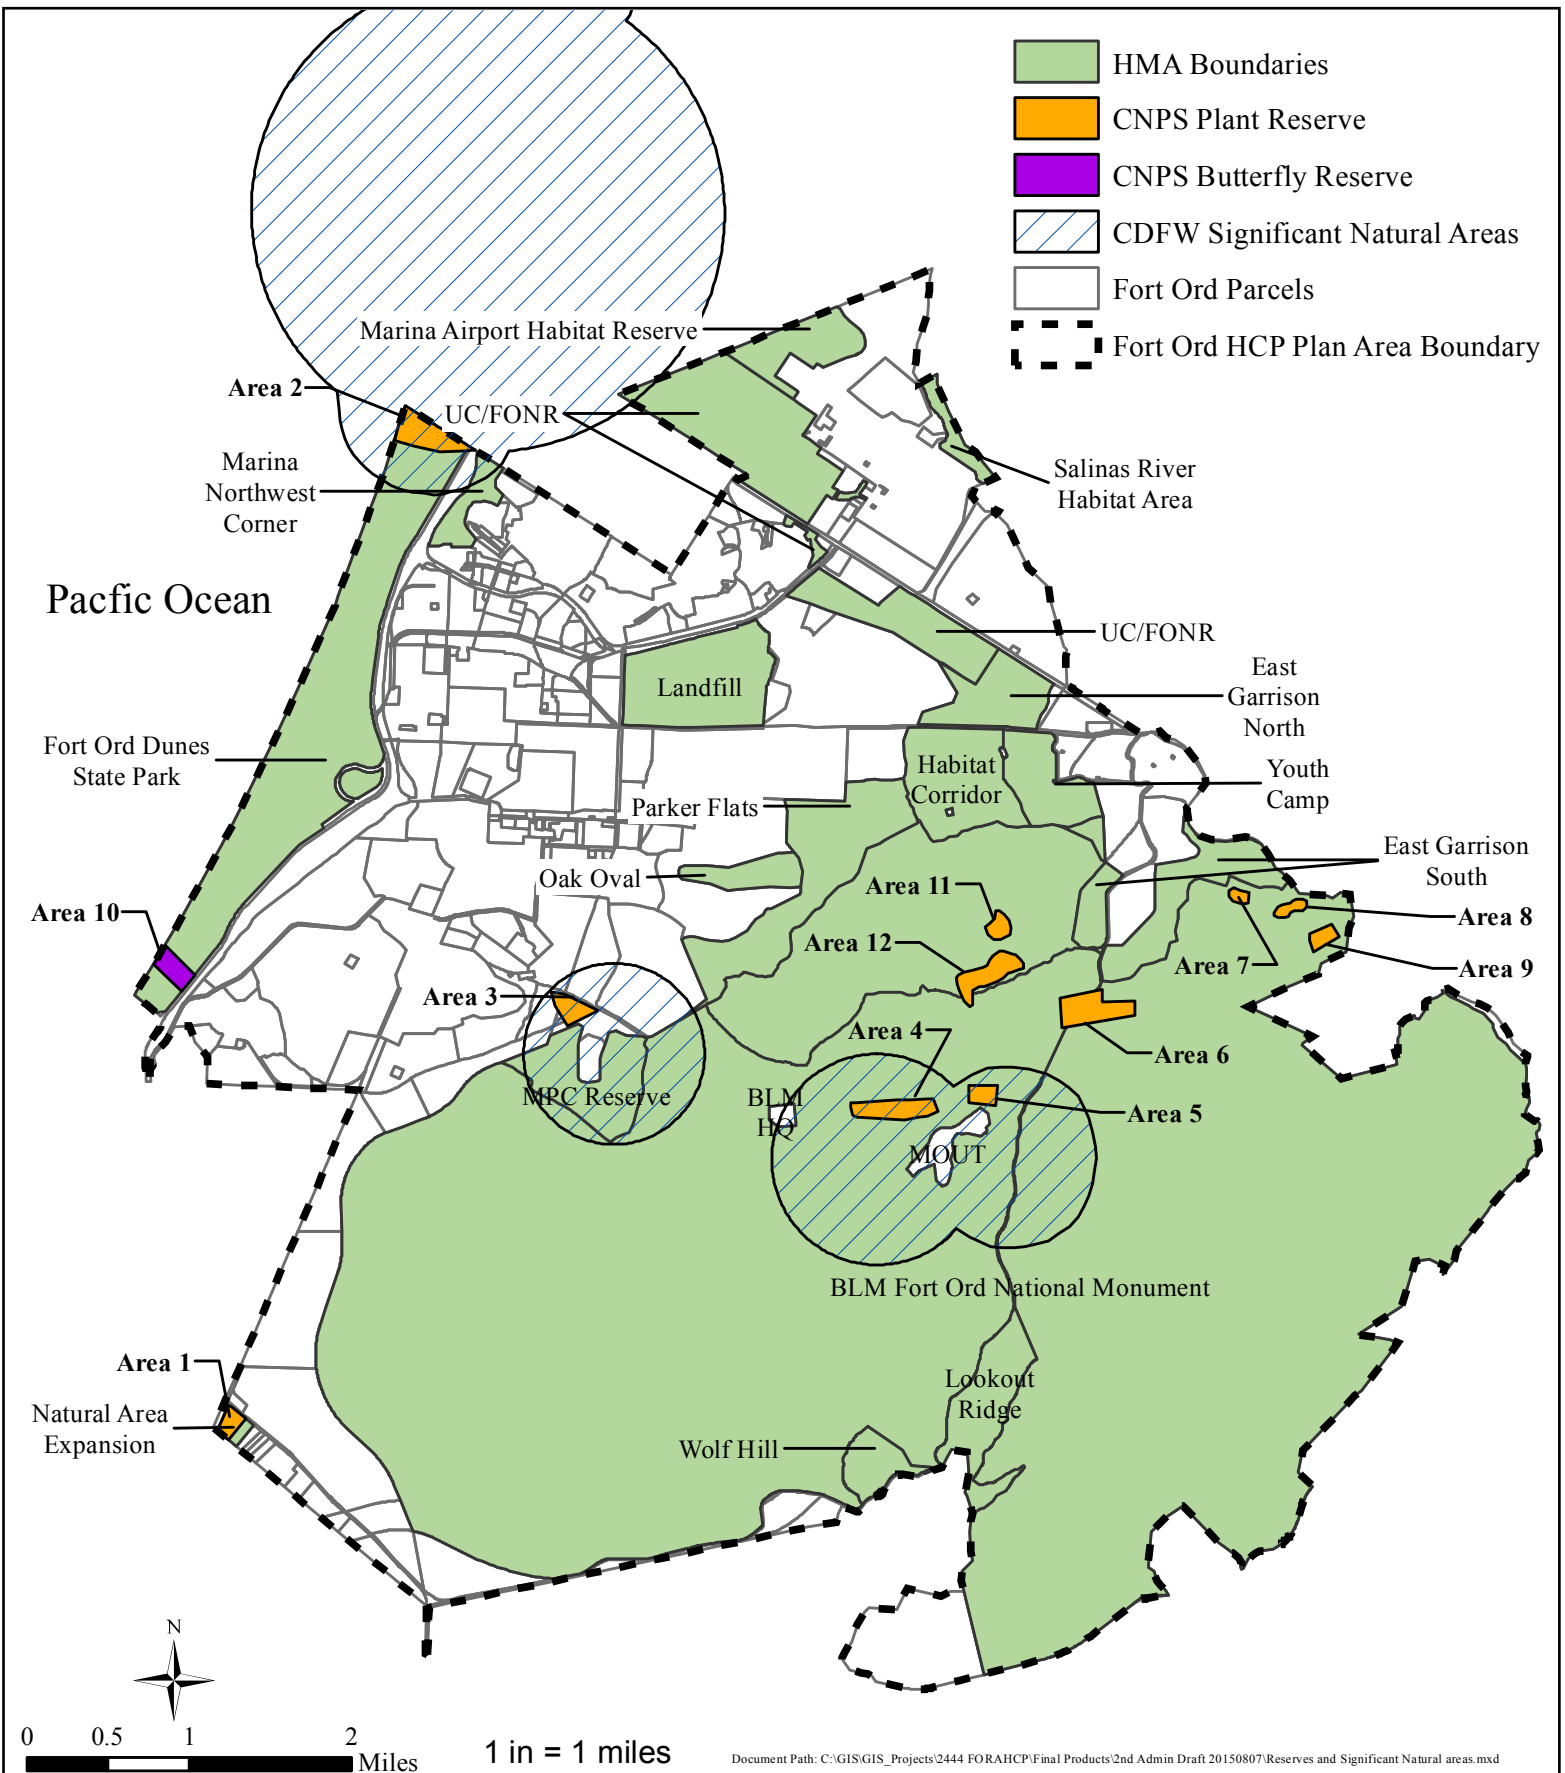 HMA Boundaries
CNPS Plant Reserve
CNPS Butterfly Reserve
CDFW Significant Natural Areas
Fort Ord Parcels
Fort Ord HCP Plan Area Boundary
Marina Airport Habitat Reserve
Area 2
UC/FONR
Marina
Northwest
Corner
Salinas River
Habitat Area
Pacfic Ocean
UC/FONR
East
Garrison
North
Landfill
Fort Ord Dunes
State Park
Habitat
Corridor
Youth
Camp
Parker Flats
East Garrison
South
Oak Oval
Area 11
Area 10
Area 8
Area 12
Area 7
Area 9
Area 3
Area 4
Area 6
MPC Reserve
BLM
HQ
Area 5
MOUT
BLM Fort Ord National Monument
Area 1
Lookout
Ridge
Natural Area
Expansion
Wolf Hill
N
0 0.5 1 2
Miles
1 in = 1 miles
Document Path: C:\GIS\GIS_Projects\2444 FORAHCP\Final Products\2nd Admin Draft 20150807\Reserves and Significant Natural areas.mxd